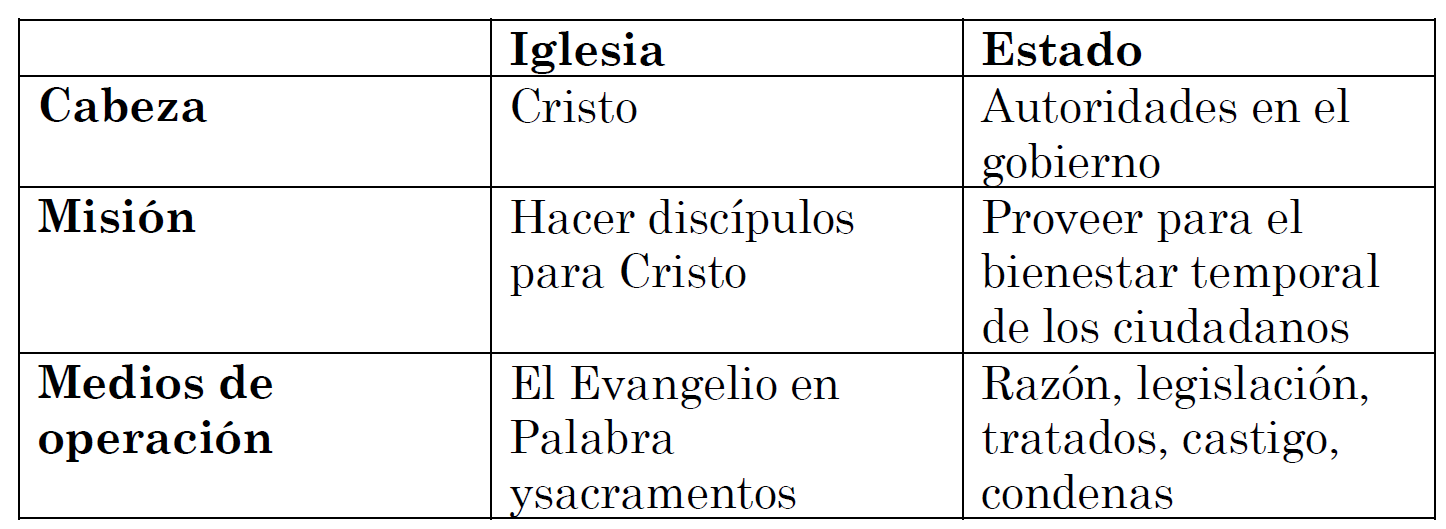 Iglesia Estado
Cabeza Cristo Autoridades en el
gobierno
Misión Hacer discípulos Proveer para el
para Cristo bienestar temporal
de los ciudadanos
Medios de El Evangelio en Razón, legislación,
operación Palabra tratados, castigo,
ysacramentos condenas